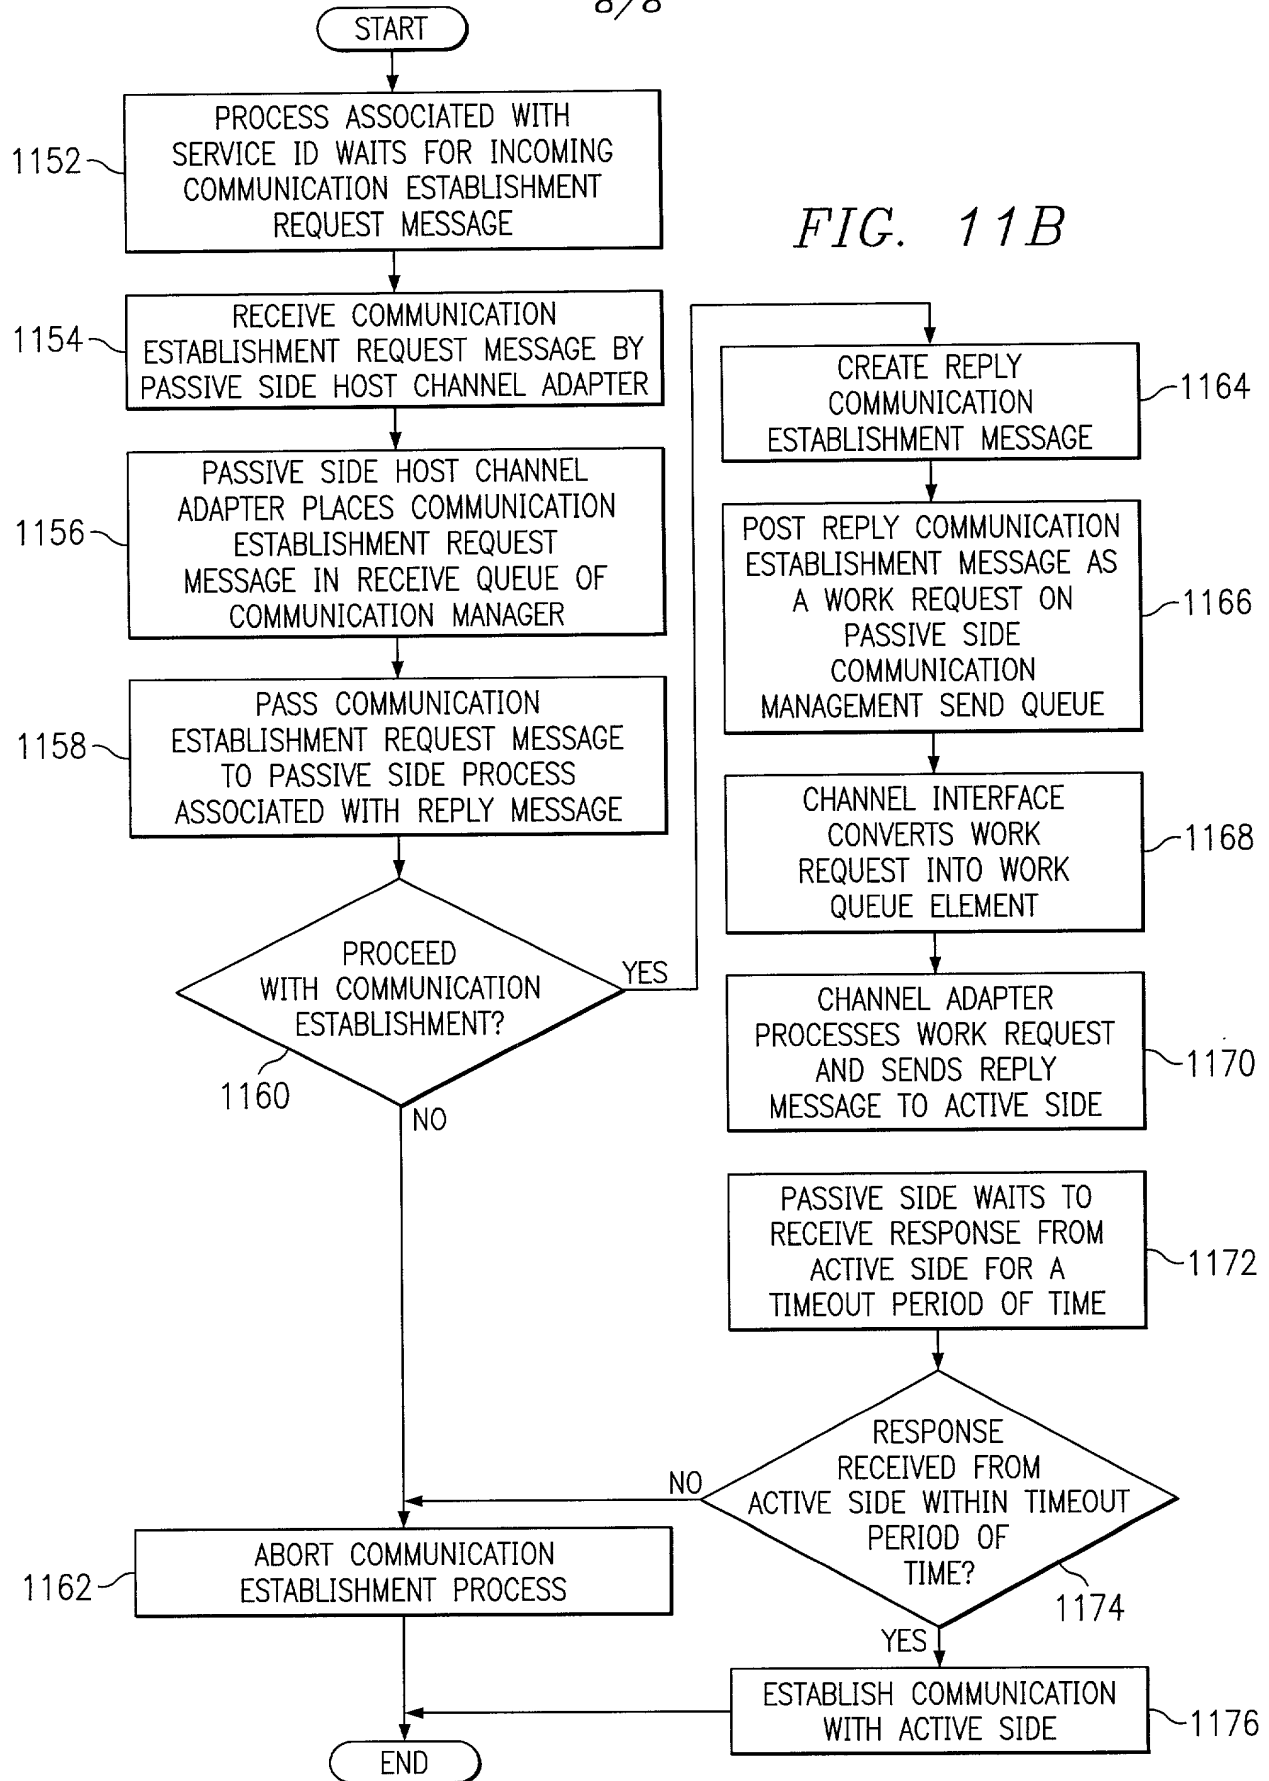 8/8
START
PROCESS ASSOCIATED WITH
SERVICE ID WAITS FOR INCOMING
COMMUNICATION ESTABLISHMENT
REQUEST MESSAGE
1152
FIG. 11B
RECEIVE COMMUNICATION
ESTABLISHMENT REQUEST MESSAGE BY
PASSIVE SIDE HOST CHANNEL ADAPTER
1154
PASSIVE SIDE HOST CHANNEL
ADAPTER PLACES COMMUNICATION
ESTABLISHMENT REQUEST
MESSAGE IN RECEIVE QUEUE OF
COMMUNICATION MANAGER
1156
PASS COMMUNICATION
ESTABLISHMENT REQUEST MESSAGE
TO PASSIVE SIDE PROCESS
ASSOCIATED WITH REPLY MESSAGE
1158
PROCEED
WITH COMMUNICATION
ESTABLISHMENT?
YES
1160
NO
CREATE REPLY
COMMUNICATION
ESTABLISHMENT MESSAGE
1164
POST REPLY COMMUNICATION
ESTABLISHMENT MESSAGE AS
A WORK REQUEST ON
PASSIVE SIDE
COMMUNICATION
MANAGEMENT SEND QUEUE
1166
CHANNEL INTERFACE
CONVERTS WORK
REQUEST INTO WORK
QUEUE ELEMENT
1168
CHANNEL ADAPTER
PROCESSES WORK REQUEST
AND SENDS REPLY
MESSAGE TO ACTIVE SIDE
1170
PASSIVE SIDE WAITS TO
RECEIVE RESPONSE FROM
ACTIVE SIDE FOR A
TIMEOUT PERIOD OF TIME
1172
RESPONSE
RECEIVED FROM
ACTIVE SIDE WITHIN TIMEOUT
PERIOD OF
TIME?
NO
1174
YES
ABORT COMMUNICATION
ESTABLISHMENT PROCESS
1162
ESTABLISH COMMUNICATION
WITH ACTIVE SIDE
1176
END